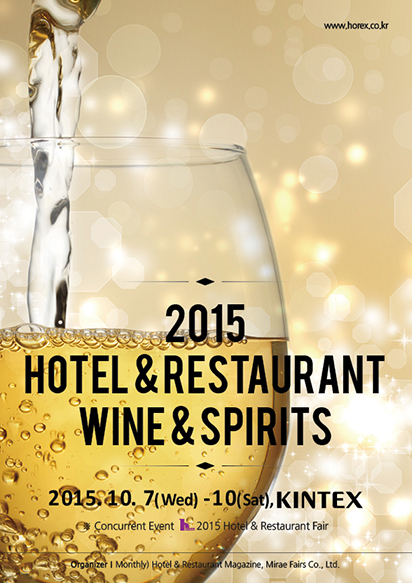 www.horex.co.kr
2015
HOTEL & RESTAURANT
WINE & SPIRITS
2015. 10. 7(Wed) -10(Sat), KINTEX
※ Concurrent Event 2015 Hotel & Restaurant Fair
Organizer I Monthly) Hotel & Restaurant Magazine, Mirae Fairs Co., Ltd.